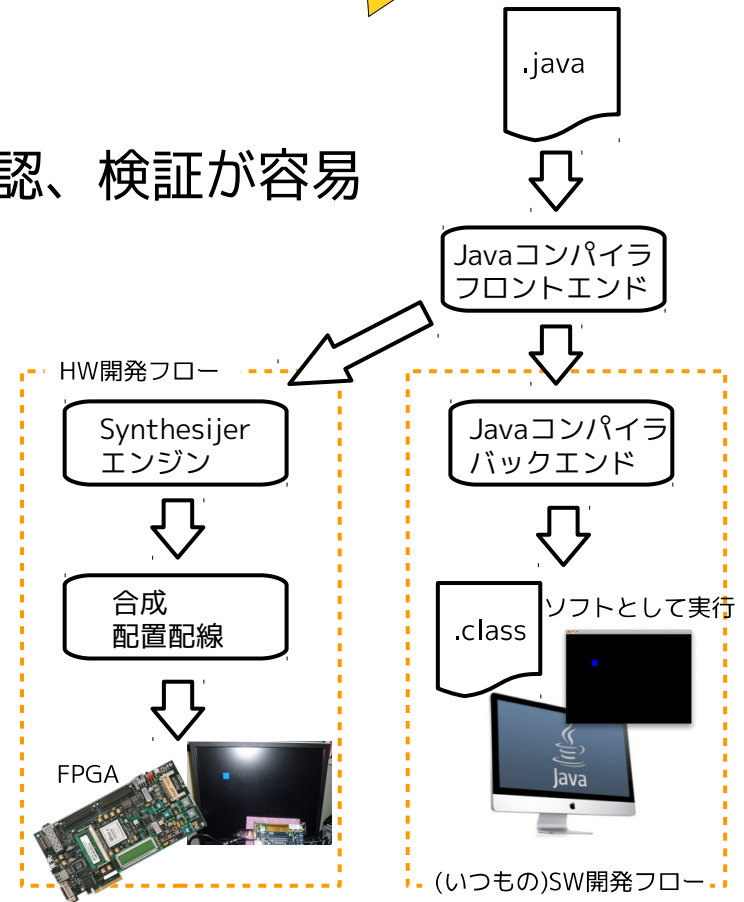 .java
認、検証が容易
Javaコンパイラ
フロントエンド
HW開発フロー
Synthesijer
エンジン
Javaコンパイラ
バックエンド
合成
配置配線
ソフトとして実行
.class
Java
FPGA
(いつもの)SW開発フロー